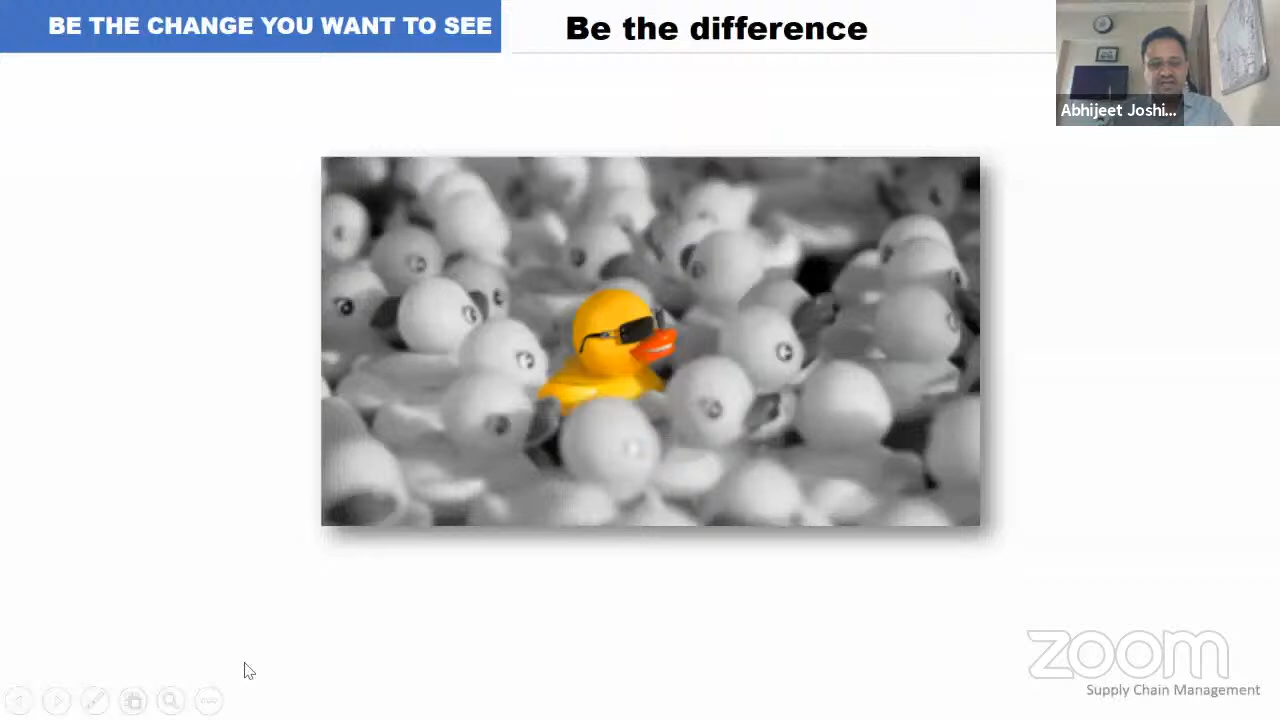 BE THE CHANGE YOU WANT TO SEE
Be the difference
Abhijeet Joshi...
zoom
Supply Chain Management